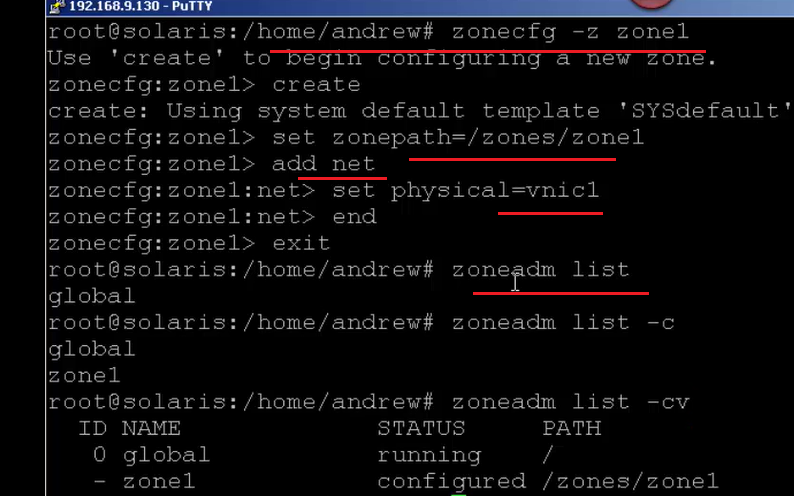 192.168.9.130 - PuTTY
root@solaris:/home/andrew# zonecfg -z zone1
Use 'create' to begin configuring a new zone.
zonecfg:zone1> create
create: Using system default template 'SYSdefault'
zonecfg:zone1> set zonepath=/zones/zone1
zonecfg:zone1> add net
zonecfg:zone1:net> set physical=vnic1
zonecfg:zone1:net> end
zonecfg:zone1> exit
root@solaris:/home/andrew# zoneadm list
global
root@solaris:/home/andrew# zoneadm list -c
global
zone1
root@solaris:/home/andrew# zoneadm list -cv
ID NAME STATUS PATH
0 global running /
- zone1 configured /zones/zone1